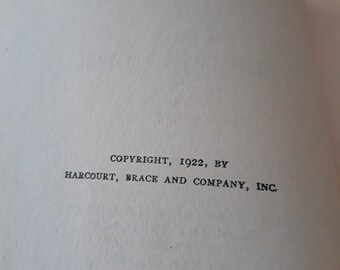 COPYRIGHT, 1922, BY
HARCOURT, BRACE AND COMPANY, INC.